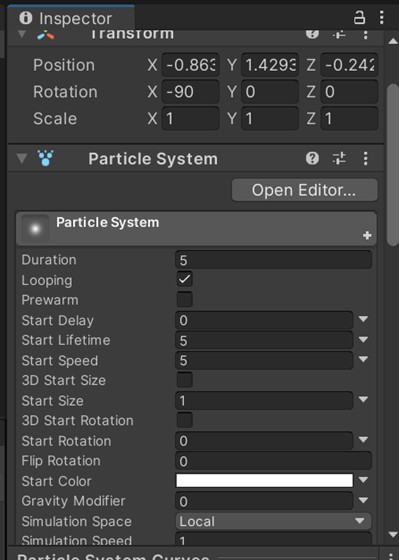 Inspector
Transform
Position X -0.863 Y 1.4293 Z -0.242
Rotation X -90 Y 0 Z 0
Scale X 1 Y 1 Z 1
Particle System
Open Editor...
Particle System
Duration 5
Looping
Prewarm
Start Delay 0
Start Lifetime 5
Start Speed 5
3D Start Size
Start Size 1
3D Start Rotation
Start Rotation 0
Flip Rotation 0
Start Color
Gravity Modifier 0
Simulation Space Local
Simulation Speed 1
Particle System Curves